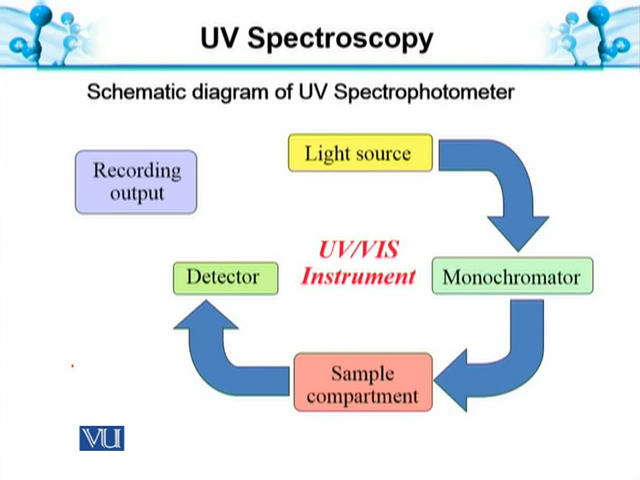 UV Spectroscopy
Schematic diagram of UV Spectrophotometer
Light source
Recording
output
UV/VIS
Instrument
Detector
Monochromator
Sample
compartment
VU